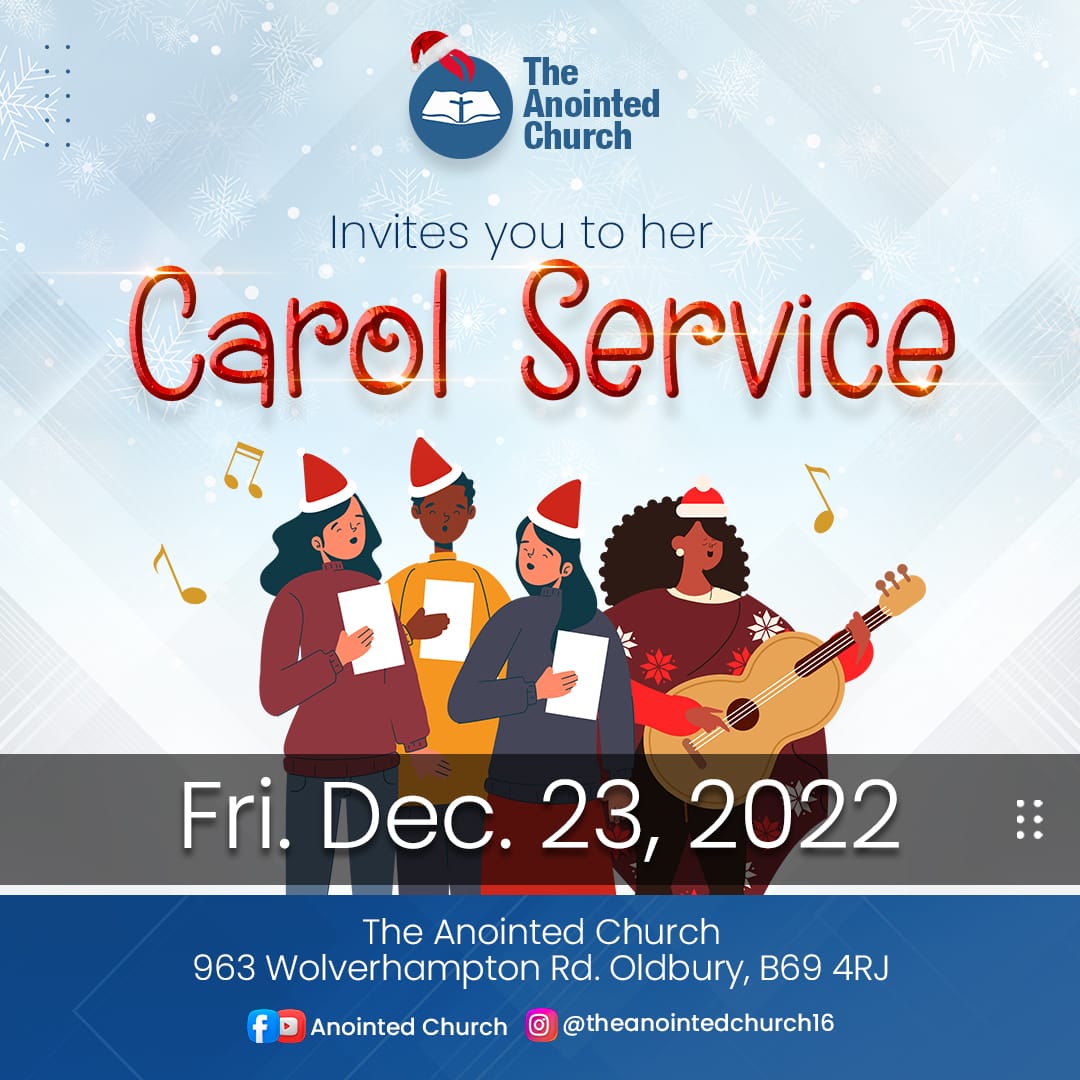 The
Anointed
Church
Invites you to her
Carol Service
Fri. Dec. 23, 2022
The Anointed Church
963 Wolverhampton Rd. Oldbury, B69 4RJ
Anointed Church @theanointedchurch16